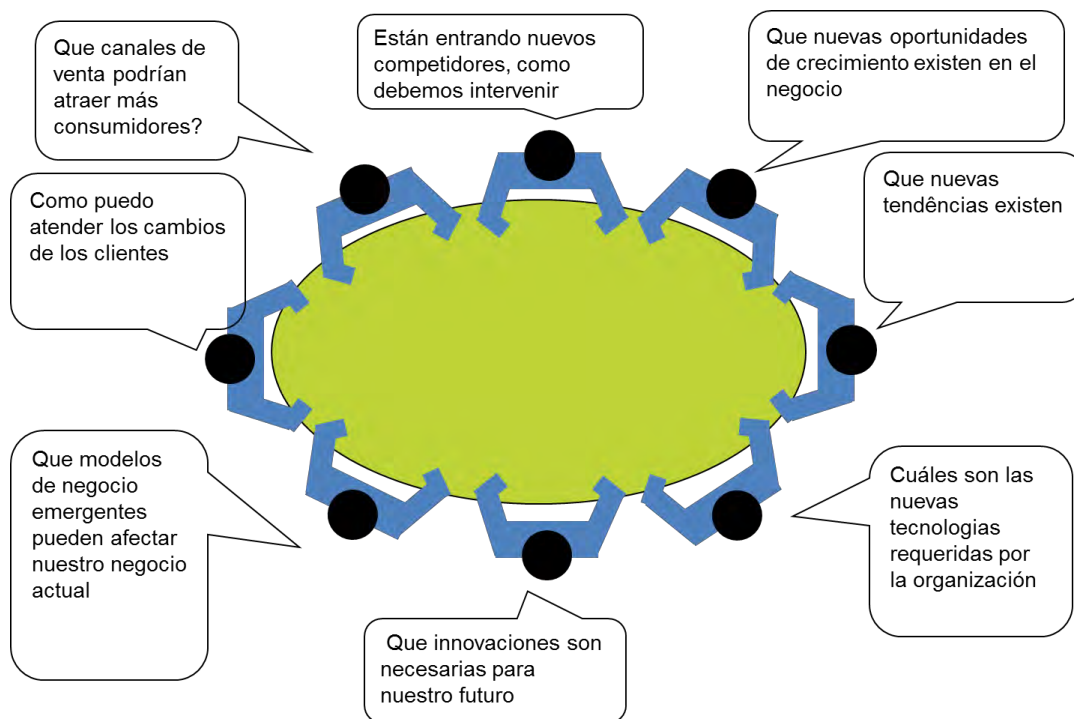 Que canales de
venta podrían
atraer más
consumidores?
Están entrando nuevos
competidores, como
debemos intervenir
Que nuevas oportunidades
de crecimiento existen en el
negocio
Como puedo
atender los cambios
de los clientes
Que nuevas
tendências existen
Que modelos
de negocio
emergentes
pueden afectar
nuestro negocio
actual
Cuáles son las
nuevas
tecnologias
requeridas por
la organización
Que innovaciones son
necesarias para
nuestro futuro